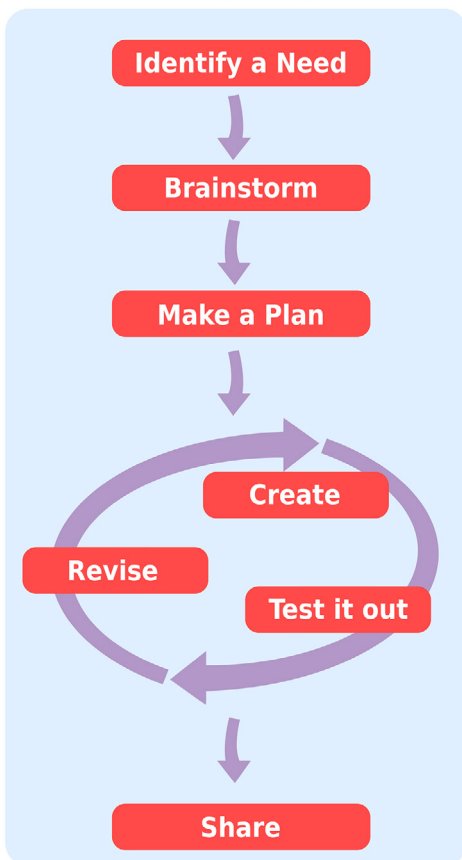 Identify a Need
Brainstorm
Make a Plan
Create
Revise
Test it out
Share